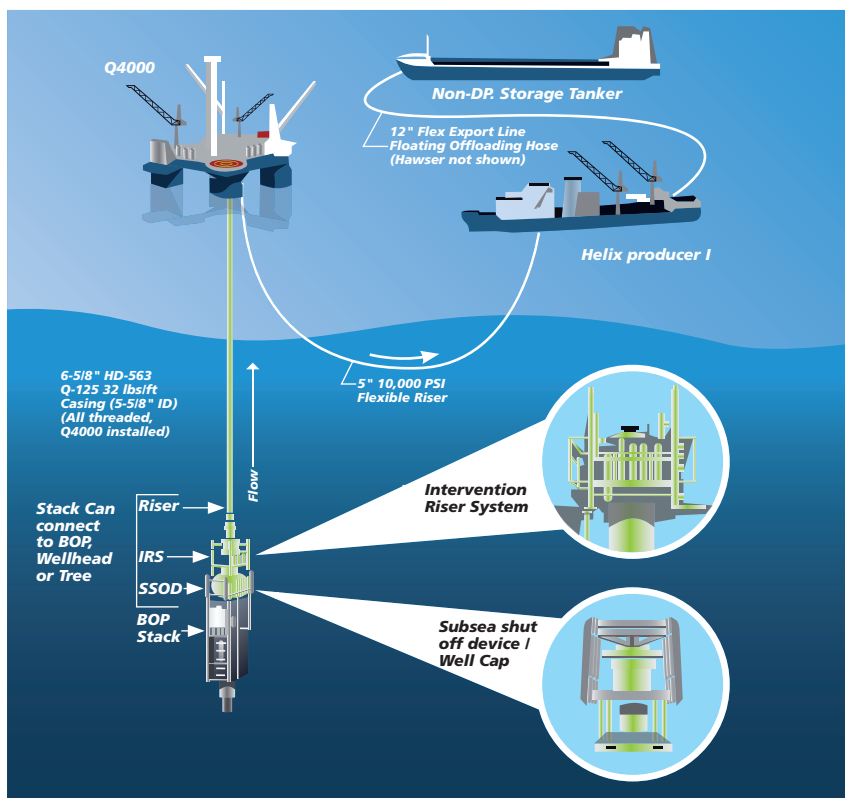 Q4000
Non-DP. Storage Tanker
12" Flex Export Line
Floating Offloading Hose
(Hawser not shown)
Helix producer I
6-5/8" HD-563
Q-125 32 lbs/ft
Casing (5-5/8" ID)
(All threaded,
Q4000 installed)
5" 10,000 PSI
Flexible Riser
Flow
Stack Can
connect
to BOP,
Wellhead
or Tree
Riser
IRS
SSOD
BOP
Stack
Intervention
Riser System
Subsea shut
off device /
Well Cap